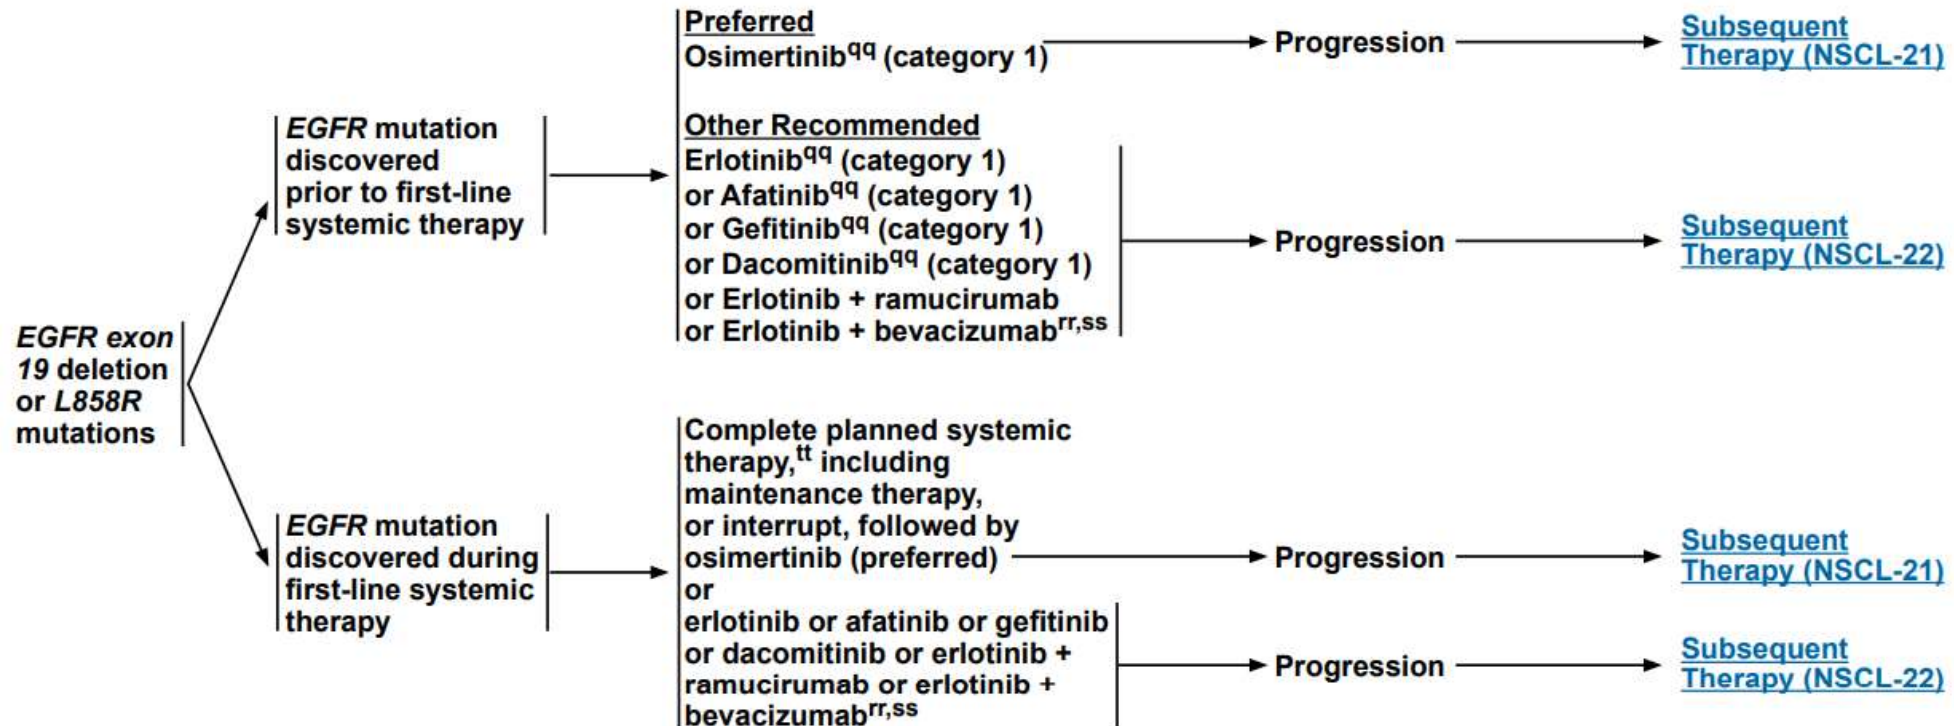 EGFR exon
19 deletion
or L858R
mutations
EGFR mutation
discovered
prior to first-line
systemic therapy
Preferred
Osimertinibqq (category 1)
Progression
Subsequent
Therapy (NSCL-21)
Other Recommended
Erlotinibqq (category 1)
or Afatinibqq (category 1)
or Gefitinibqq (category 1)
or Dacomitinibqq (category 1)
or Erlotinib + ramucirumab
or Erlotinib + bevacizumabrr,ss
Progression
Subsequent
Therapy (NSCL-22)
EGFR mutation
discovered during
first-line systemic
therapy
Complete planned systemic
therapy,tt including
maintenance therapy,
or interrupt, followed by
osimertinib (preferred)
Progression
Subsequent
Therapy (NSCL-21)
or
erlotinib or afatinib or gefitinib
or dacomitinib or erlotinib +
ramucirumab or erlotinib +
bevacizumabrr,ss
Progression
Subsequent
Therapy (NSCL-22)